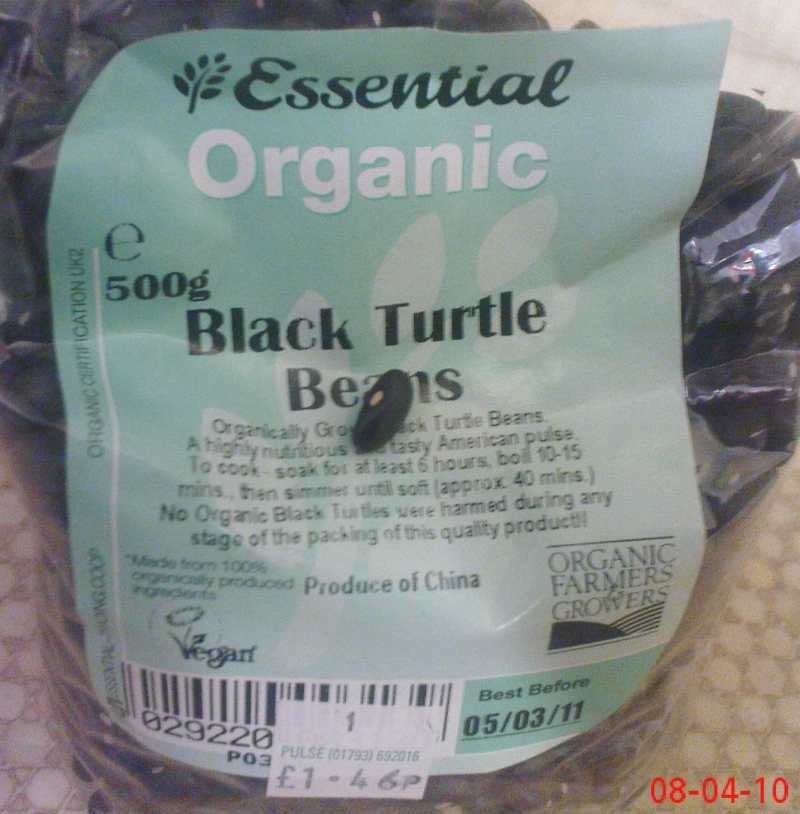 Essential
Organic
e
500g
Black Turtle
Beans
Organically Grown Black Turtle Beans.
A highly nutritious tasty American pulse.
To cook - soak for at least 6 hours, boil 10-15
mins., then simmer until soft (approx. 40 mins.)
No Organic Black Turtles were harmed during any
stage of the packing of this quality product!!
*Made from 100%
organically produced
ingredients
Produce of China
ORGANIC
FARMERS
&
GROWERS
Vegan
ORGANIC CERTIFICATION UK2
Best Before
05/03/11
029220
P03
1
PULSE (01793) 692016
£1-46p
08-04-10